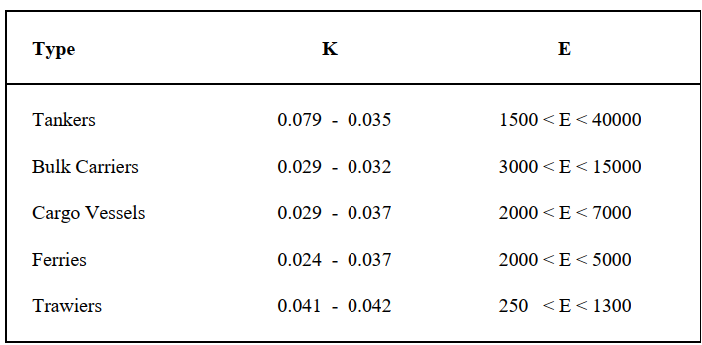 Type K E
Tankers 0.079 - 0.035 1500 < E < 40000
Bulk Carriers 0.029 - 0.032 3000 < E < 15000
Cargo Vessels 0.029 - 0.037 2000 < E < 7000
Ferries 0.024 - 0.037 2000 < E < 5000
Trawiers 0.041 - 0.042 250 < E < 1300